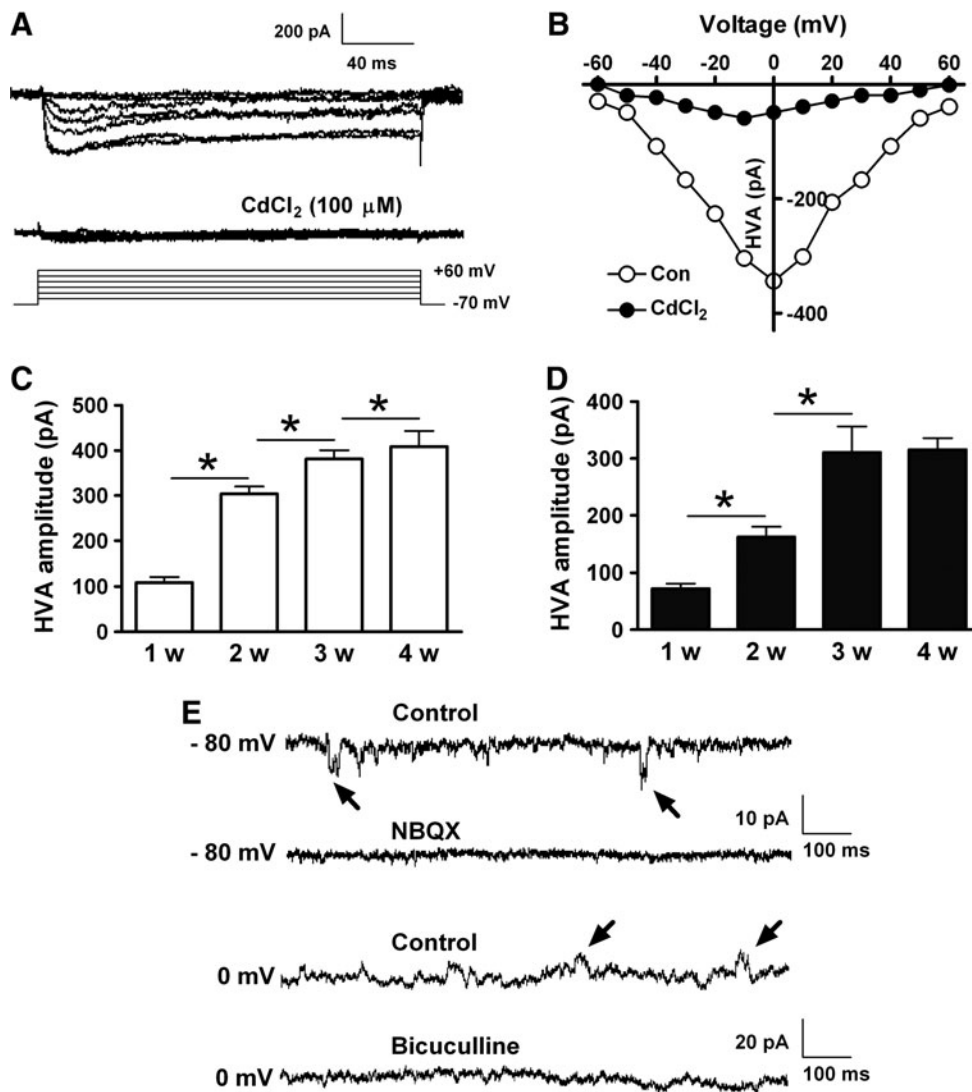 A
200 pA
40 ms
CdCl2 (100 μM)
+60 mV
-70 mV
B
Voltage (mV)
-60 -40 -20 0 20 40 60
HVA (pA)
-200
-400
Con
CdCl2
C
HVA amplitude (pA)
500
400
300
200
100
0
* * *
1 w 2 w 3 w 4 w
D
HVA amplitude (pA)
400
300
200
100
0
* *
1 w 2 w 3 w 4 w
E
Control
- 80 mV
10 pA
100 ms
NBQX
- 80 mV
Control
0 mV
Bicuculline
0 mV
20 pA
100 ms